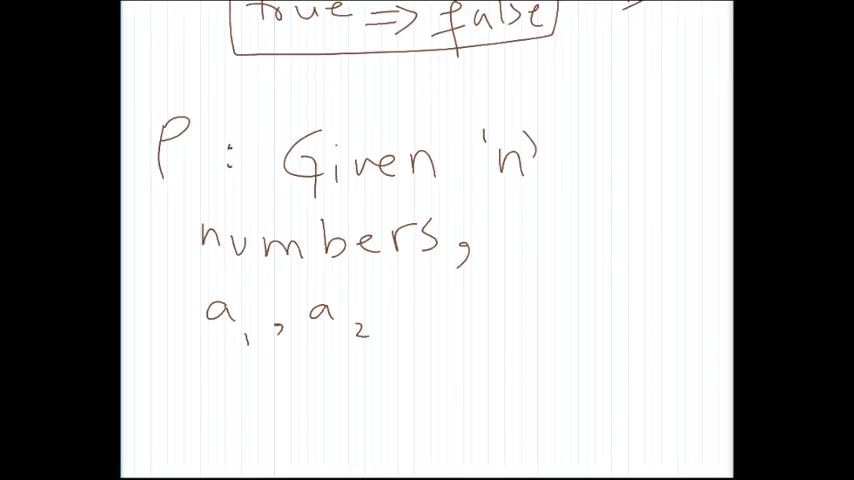 true => false
P : Given 'n'
numbers,
a₁, a₂